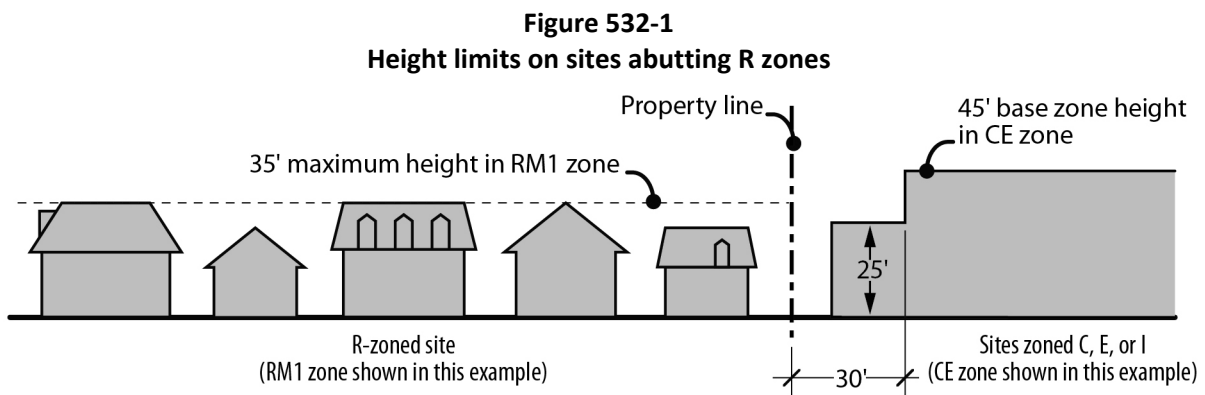 Figure 532-1
Height limits on sites abutting R zones
Property line
45' base zone height
in CE zone
35' maximum height in RM1 zone
25'
R-zoned site
(RM1 zone shown in this example)
30'
Sites zoned C, E, or I
(CE zone shown in this example)